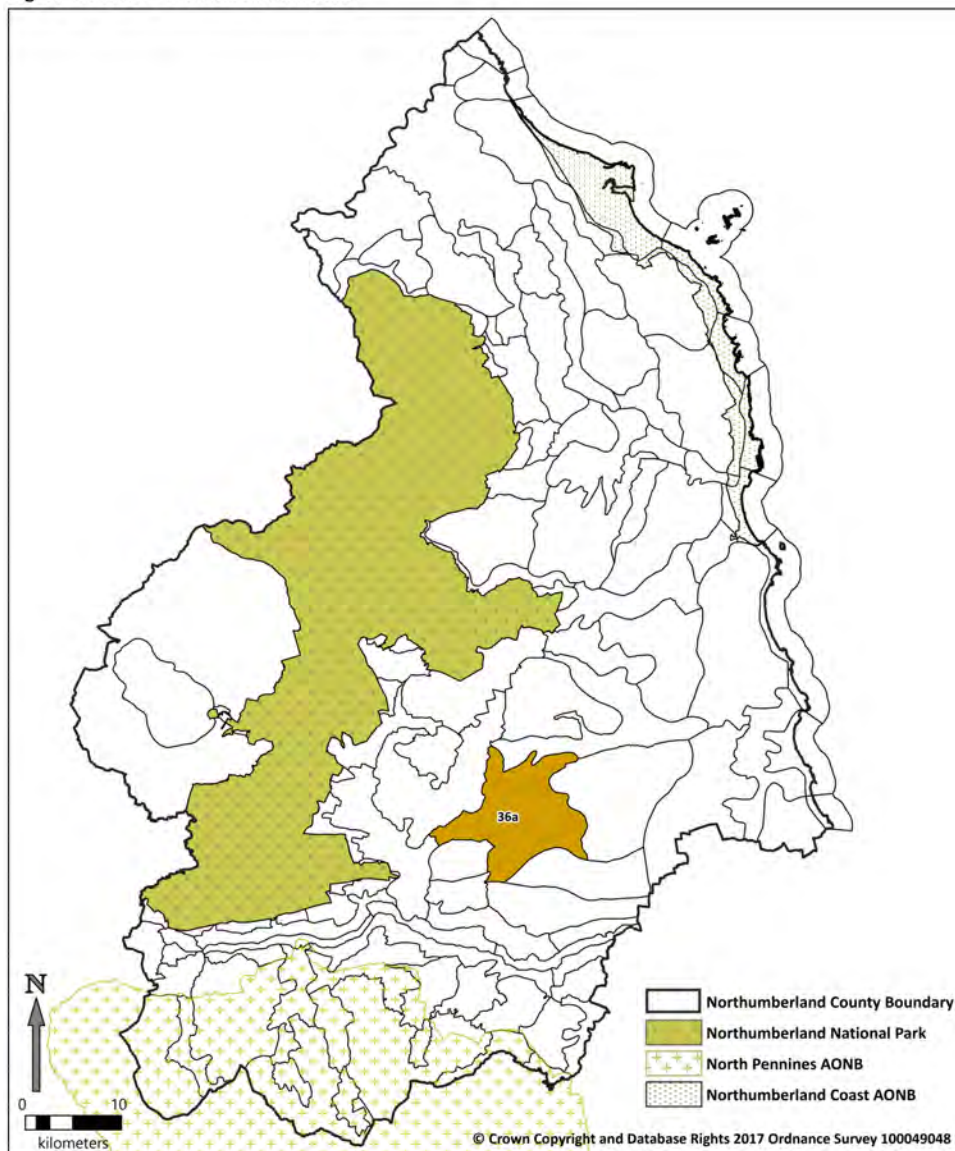 36a
N
0 10
kilometers
Northumberland County Boundary
Northumberland National Park
North Pennines AONB
Northumberland Coast AONB
© Crown Copyright and Database Rights 2017 Ordnance Survey 100049048